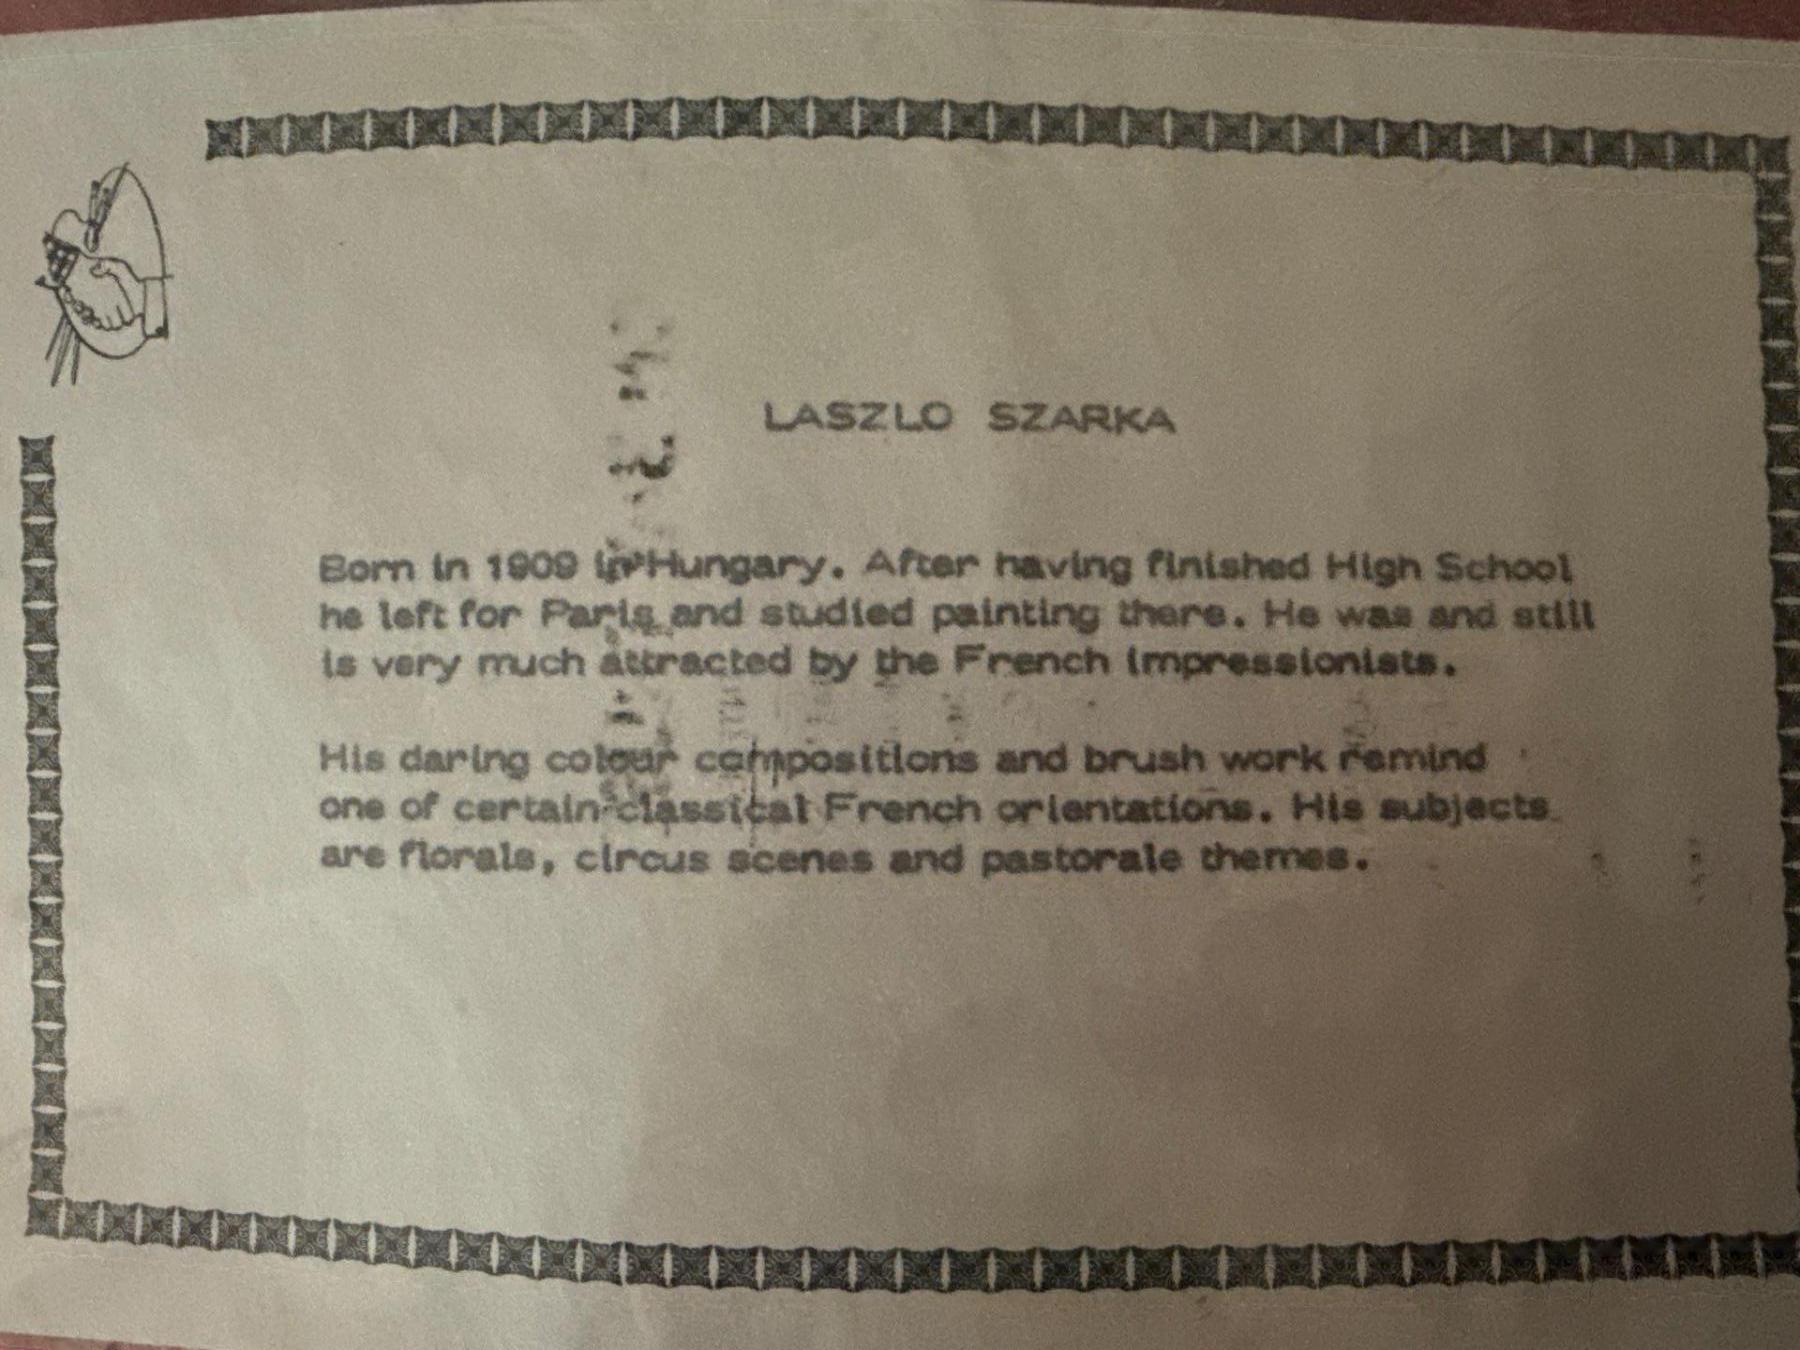 LASZLO SZARKA
Born in 1909 in Hungary. After having finished High School
he left for Paris and studied painting there. He was and still
is very much attracted by the French impressionists.
His daring colour compositions and brush work remind
one of certain classical French orientations. His subjects
are florals, circus scenes and pastorale themes.